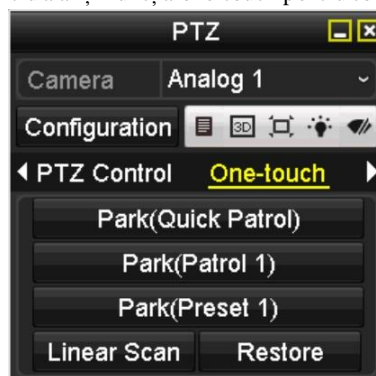 PTZ
Camera Analog 1
Configuration 3D
PTZ Control One-touch
Park(Quick Patrol)
Park(Patrol 1)
Park(Preset 1)
Linear Scan Restore